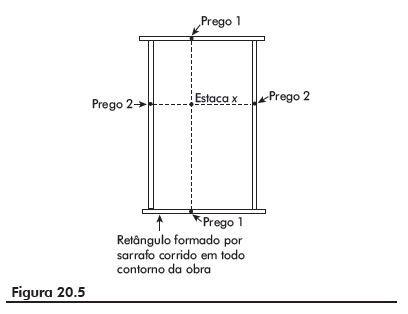 Prego 1
Prego 2
Estaca x
Prego 2
Prego 1
Retângulo formado por
sarrafo corrido em todo
contorno da obra
Figura 20.5